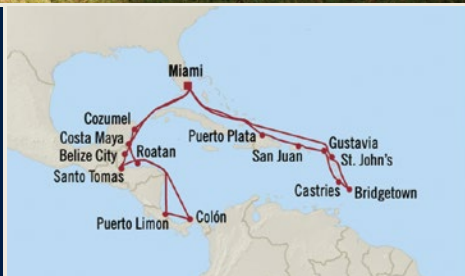 Miami
Cozumel
Costa Maya
Belize City
Roatan
Santo Tomas
Puerto Limon
Colón
Puerto Plata
San Juan
Gustavia
St. John's
Castries
Bridgetown